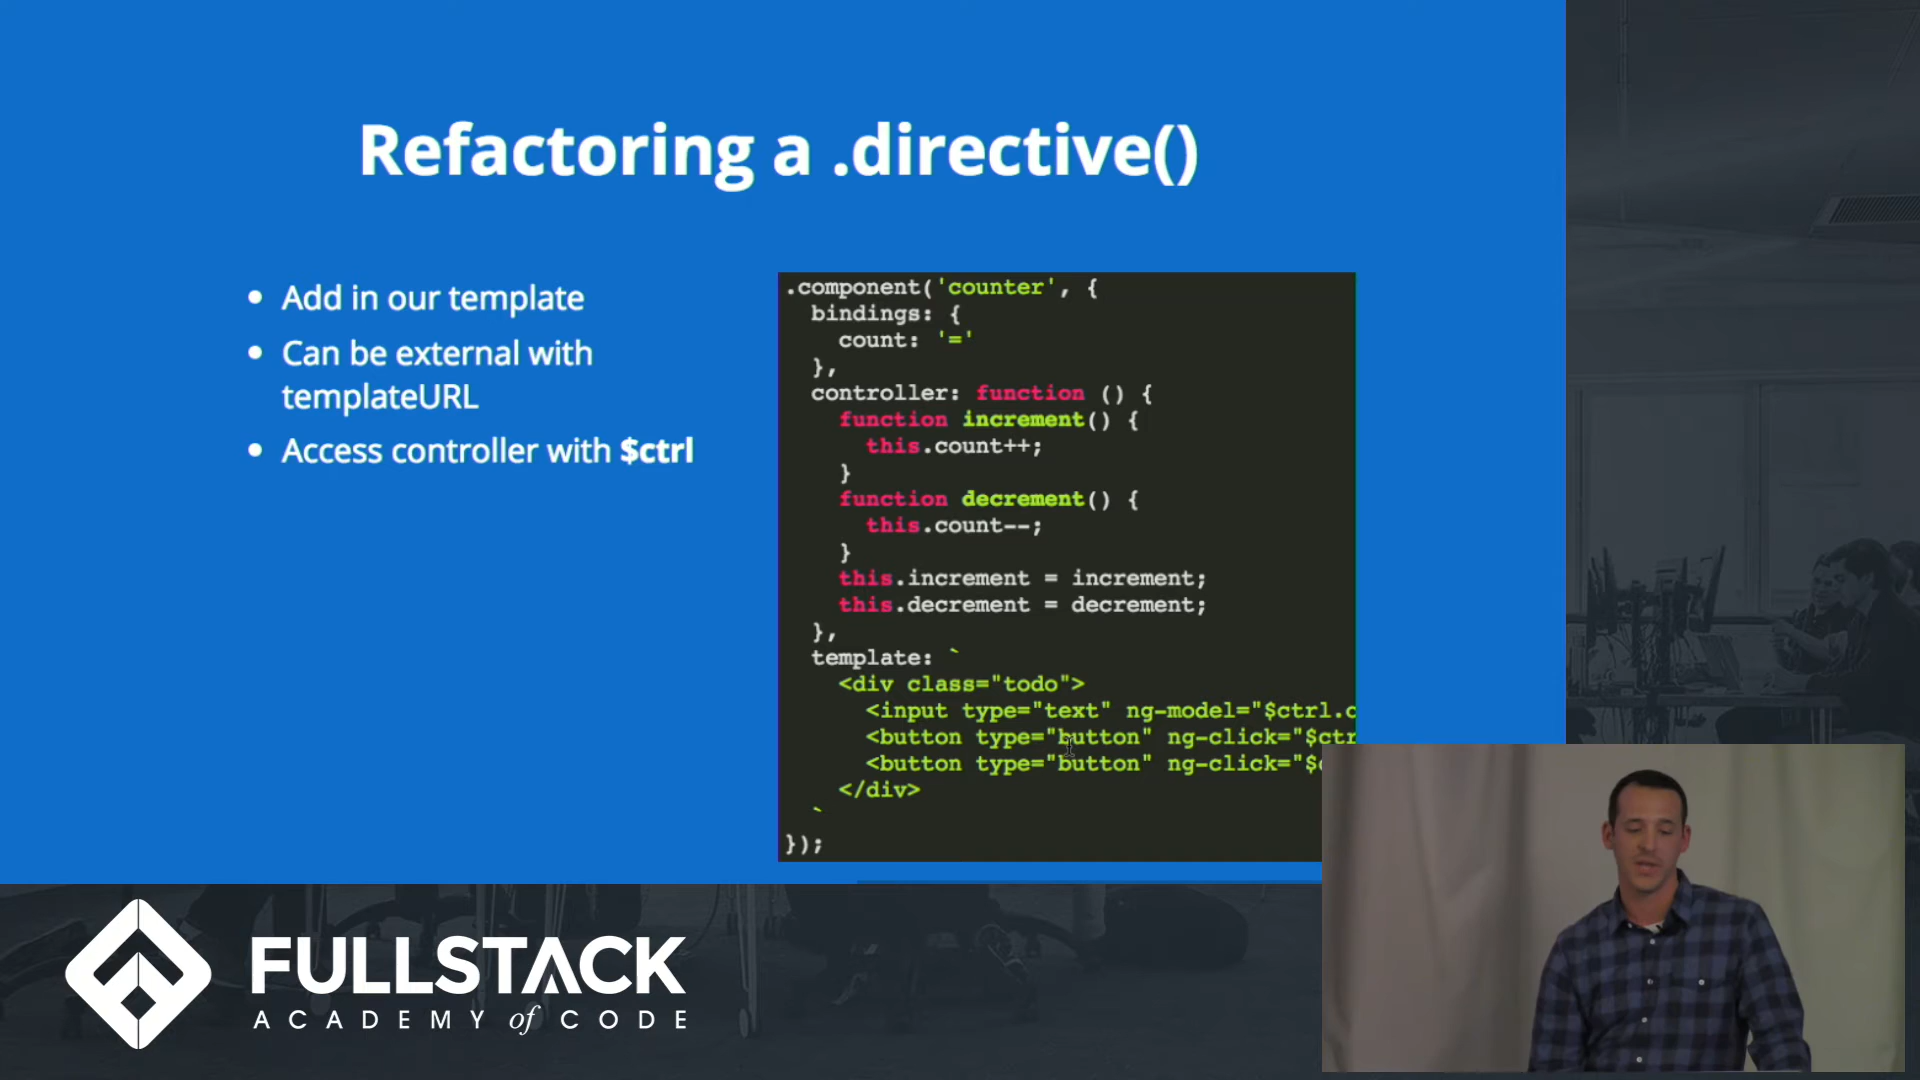 Refactoring a .directive()
• Add in our template
• Can be external with
templateURL
• Access controller with $ctrl
.component('counter', {
  bindings: {
    count: '='
  },
  controller: function () {
    function increment() {
      this.count++;
    }
    function decrement() {
      this.count--;
    }
    this.increment = increment;
    this.decrement = decrement;
  },
  template: `
    <div class="todo">
      <input type="text" ng-model="$ctrl.c
      <button type="button" ng-click="$ctr
      <button type="button" ng-click="$c
    </div>
  `
});
FULLSTACK
ACADEMY of CODE